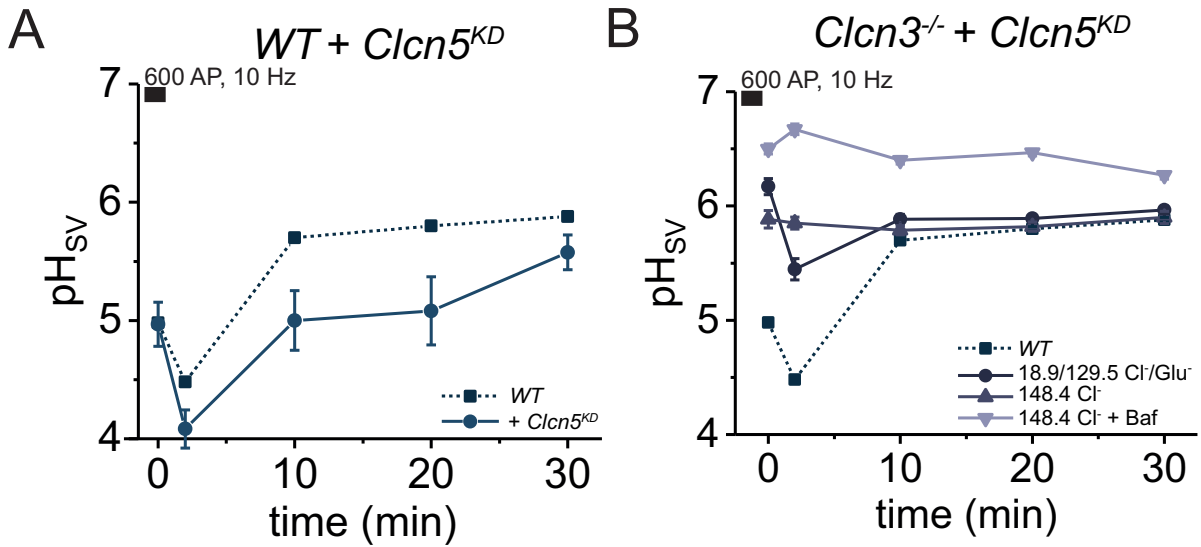 A
WT + Clcn5KD
600 AP, 10 Hz
7
6
5
4
pHSV
0
10
20
30
time (min)
WT
+ Clcn5KD
B
Clcn3-/- + Clcn5KD
600 AP, 10 Hz
7
6
5
4
pHSV
0
10
20
30
time (min)
WT
18.9/129.5 Cl-/Glu-
148.4 Cl-
148.4 Cl- + Baf